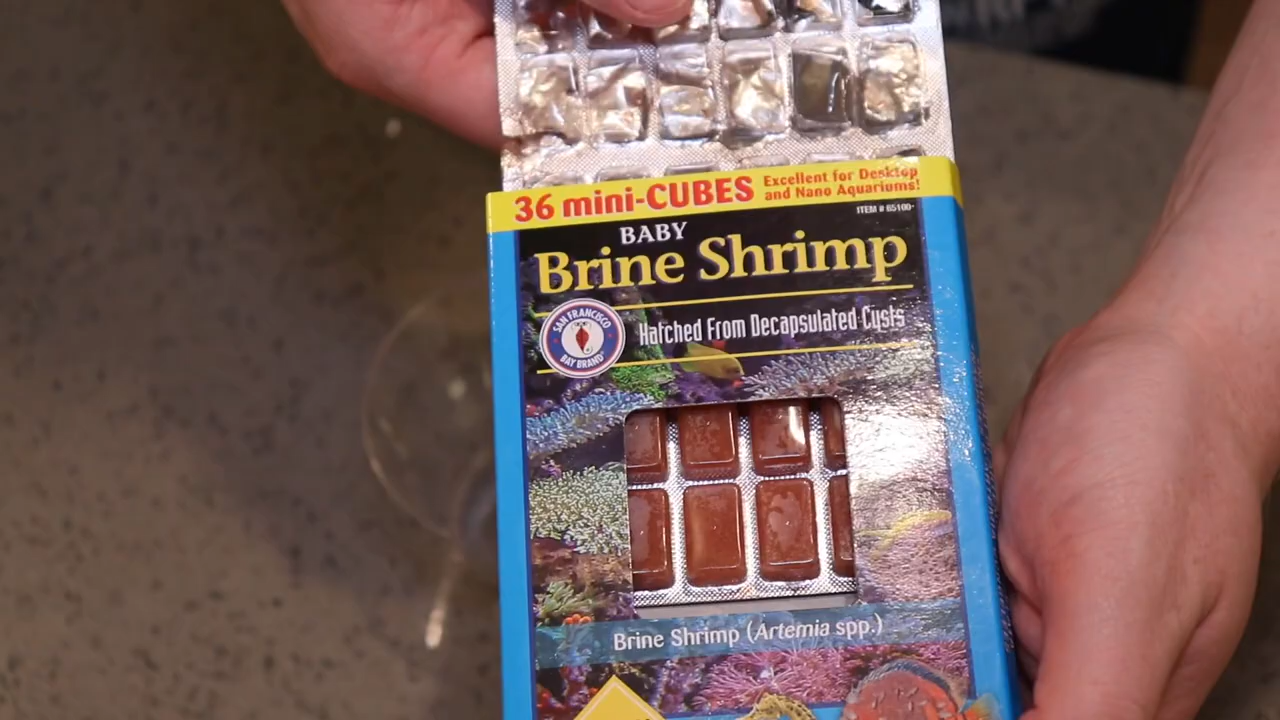 36 mini-CUBES
Excellent for Desktop
and Nano Aquariums!
ITEM # 65100
BABY
Brine Shrimp
SAN FRANCISCO
BAY BRAND
Hatched From Decapsulated Cysts
Brine Shrimp (Artemia spp.)